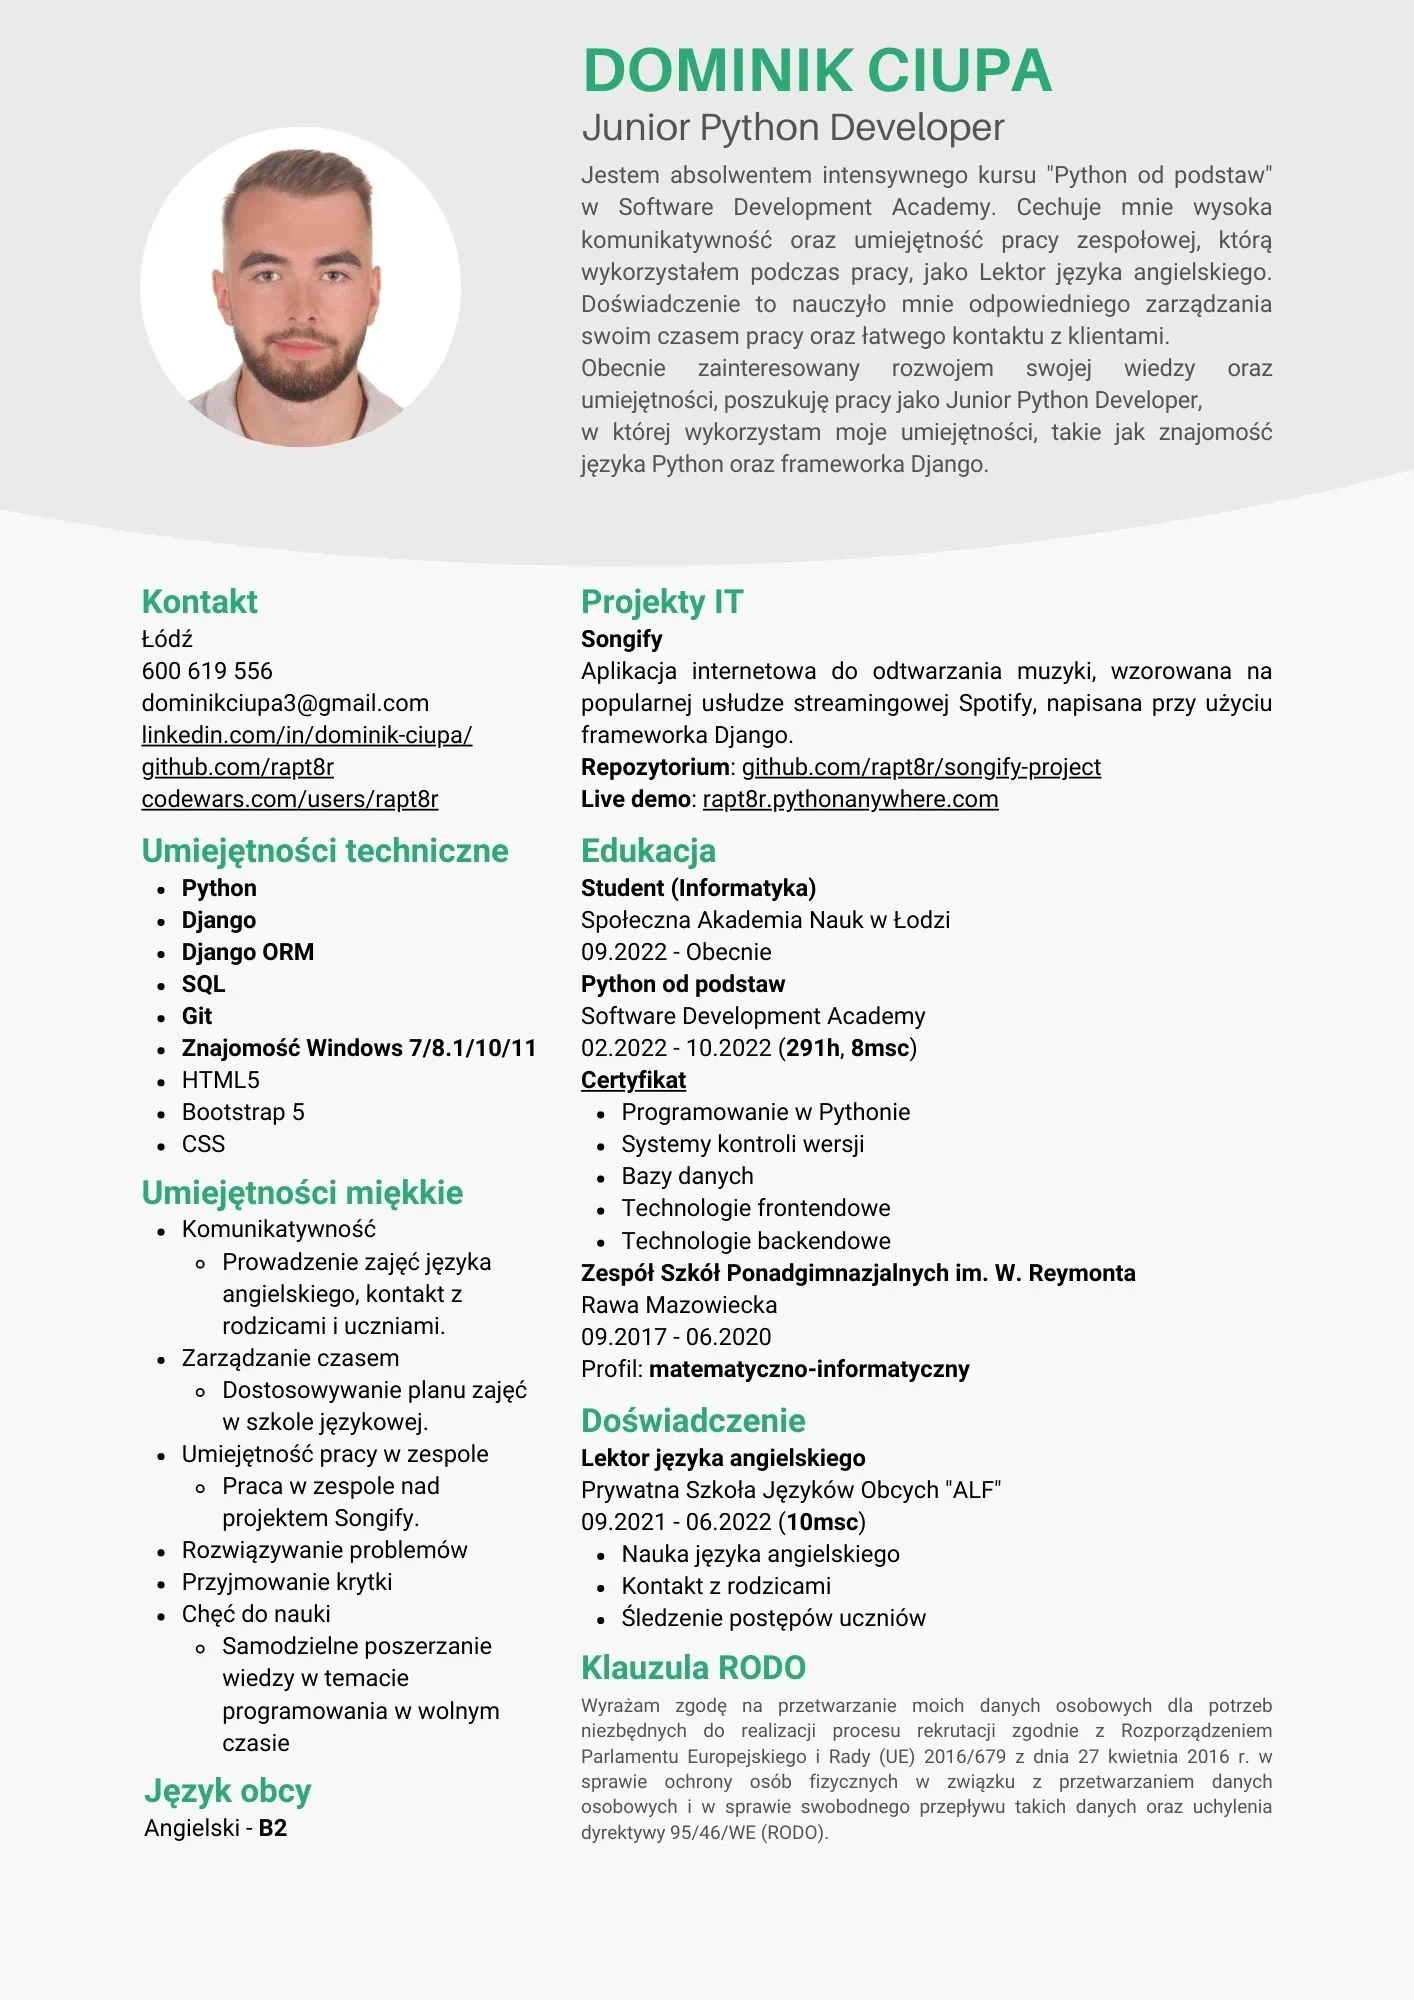 DOMINIK CIUPA
Junior Python Developer
Jestem absolwentem intensywnego kursu "Python od podstaw"
w Software Development Academy. Cechuje mnie wysoka
komunikatywność oraz umiejętność pracy zespołowej, którą
wykorzystałem podczas pracy, jako Lektor języka angielskiego.
Doświadczenie to nauczyło mnie odpowiedniego zarządzania
swoim czasem pracy oraz łatwego kontaktu z klientami.
Obecnie zainteresowany rozwojem swojej wiedzy oraz
umiejętności, poszukuję pracy jako Junior Python Developer,
w której wykorzystam moje umiejętności, takie jak znajomość
języka Python oraz frameworka Django.
Kontakt
Łódź
600 619 556
dominikciupa3@gmail.com
linkedin.com/in/dominik-ciupa/
github.com/rapt8r
codewars.com/users/rapt8r
Umiejętności techniczne
• Python
• Django
• Django ORM
• SQL
• Git
• Znajomość Windows 7/8.1/10/11
• HTML5
• Bootstrap 5
• CSS
Umiejętności miękkie
• Komunikatywność
◦ Prowadzenie zajęć języka
angielskiego, kontakt z
rodzicami i uczniami.
• Zarządzanie czasem
◦ Dostosowywanie planu zajęć
w szkole językowej.
• Umiejętność pracy w zespole
◦ Praca w zespole nad
projektem Songify.
• Rozwiązywanie problemów
• Przyjmowanie krytki
• Chęć do nauki
◦ Samodzielne poszerzanie
wiedzy w temacie
programowania w wolnym
czasie
Język obcy
Angielski - B2
Projekty IT
Songify
Aplikacja internetowa do odtwarzania muzyki, wzorowana na
popularnej usłudze streamingowej Spotify, napisana przy użyciu
frameworka Django.
Repozytorium: github.com/rapt8r/songify-project
Live demo: rapt8r.pythonanywhere.com
Edukacja
Student (Informatyka)
Społeczna Akademia Nauk w Łodzi
09.2022 - Obecnie
Python od podstaw
Software Development Academy
02.2022 - 10.2022 (291h, 8msc)
Certyfikat
• Programowanie w Pythonie
• Systemy kontroli wersji
• Bazy danych
• Technologie frontendowe
• Technologie backendowe
Zespół Szkół Ponadgimnazjalnych im. W. Reymonta
Rawa Mazowiecka
09.2017 - 06.2020
Profil: matematyczno-informatyczny
Doświadczenie
Lektor języka angielskiego
Prywatna Szkoła Języków Obcych "ALF"
09.2021 - 06.2022 (10msc)
• Nauka języka angielskiego
• Kontakt z rodzicami
• Śledzenie postępów uczniów
Klauzula RODO
Wyrażam zgodę na przetwarzanie moich danych osobowych dla potrzeb
niezbędnych do realizacji procesu rekrutacji zgodnie z Rozporządzeniem
Parlamentu Europejskiego i Rady (UE) 2016/679 z dnia 27 kwietnia 2016 r. w
sprawie ochrony osób fizycznych w związku z przetwarzaniem danych
osobowych i w sprawie swobodnego przepływu takich danych oraz uchylenia
dyrektywy 95/46/WE (RODO).